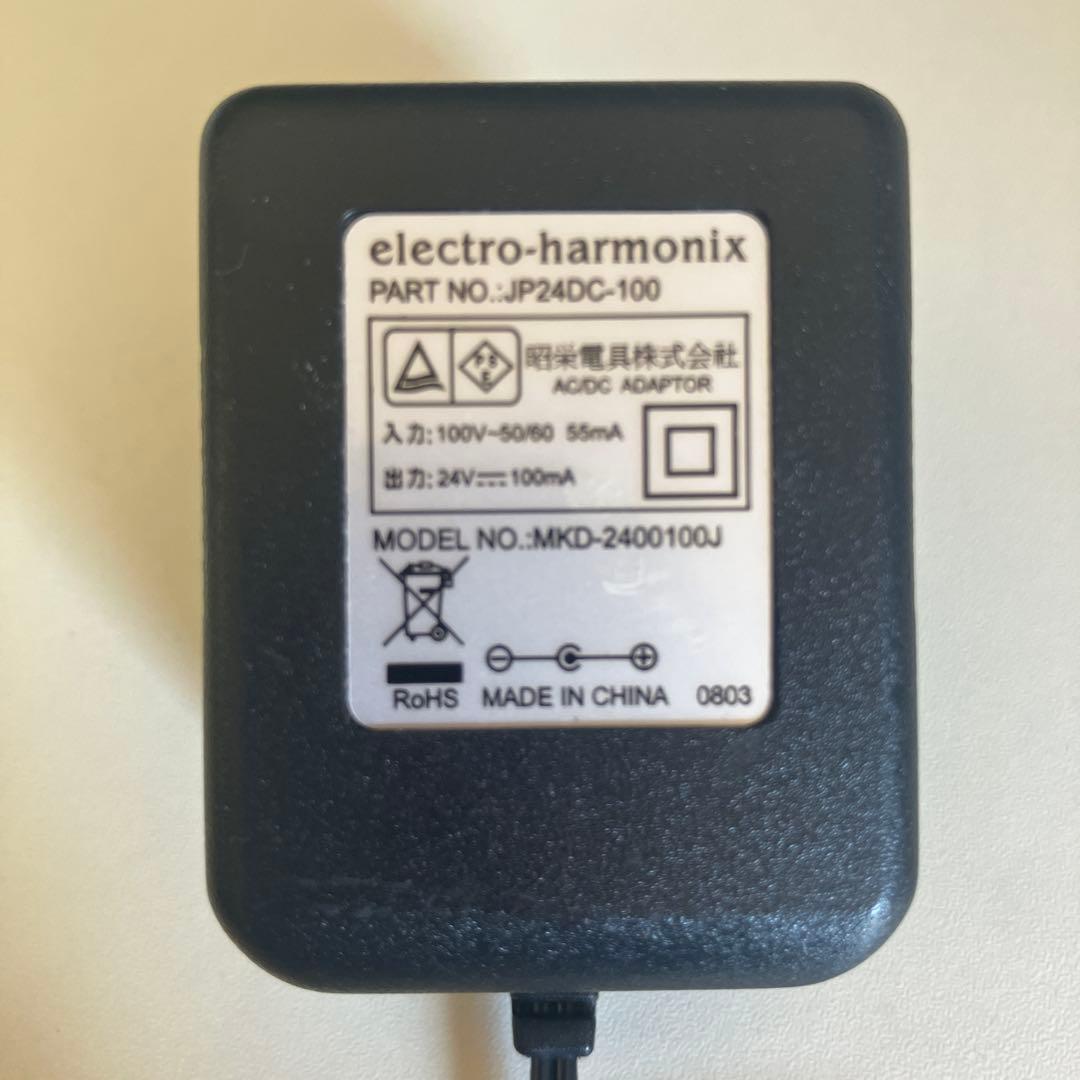 electro-harmonix
PART NO.:JP24DC-100
PS
E
昭栄電具株式会社
AC/DC ADAPTOR
入力:100V~50/60 55mA
出力:24V⎓100mA
MODEL NO.:MKD-2400100J
RoHS MADE IN CHINA 0803